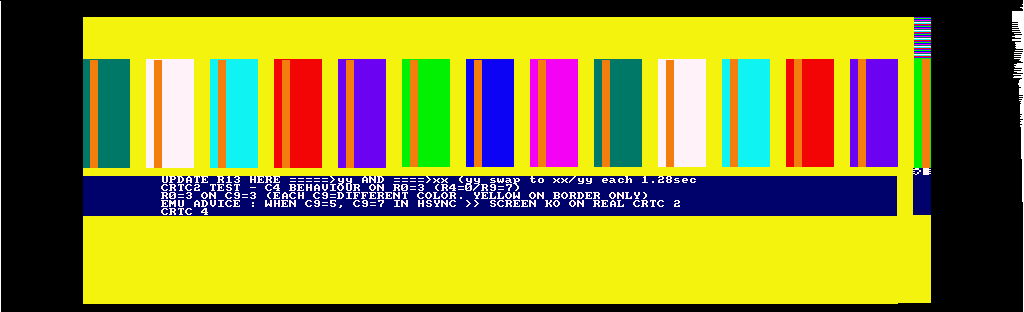 UPDATE R13 HERE =====>yy AND ====>xx (yy swap to xx/yy each 1.28sec
CRTC2 TEST - C4 BEHAVIOUR ON R0=3 (R4=0/R9=7)
R0=3 ON C9=3 (EACH C9=DIFFERENT COLOR. YELLOW ON BORDER ONLY)
EMU ADVICE : WHEN C9=5, C9=7 IN HSYNC >> SCREEN KO ON REAL CRTC 2
CRTC 4